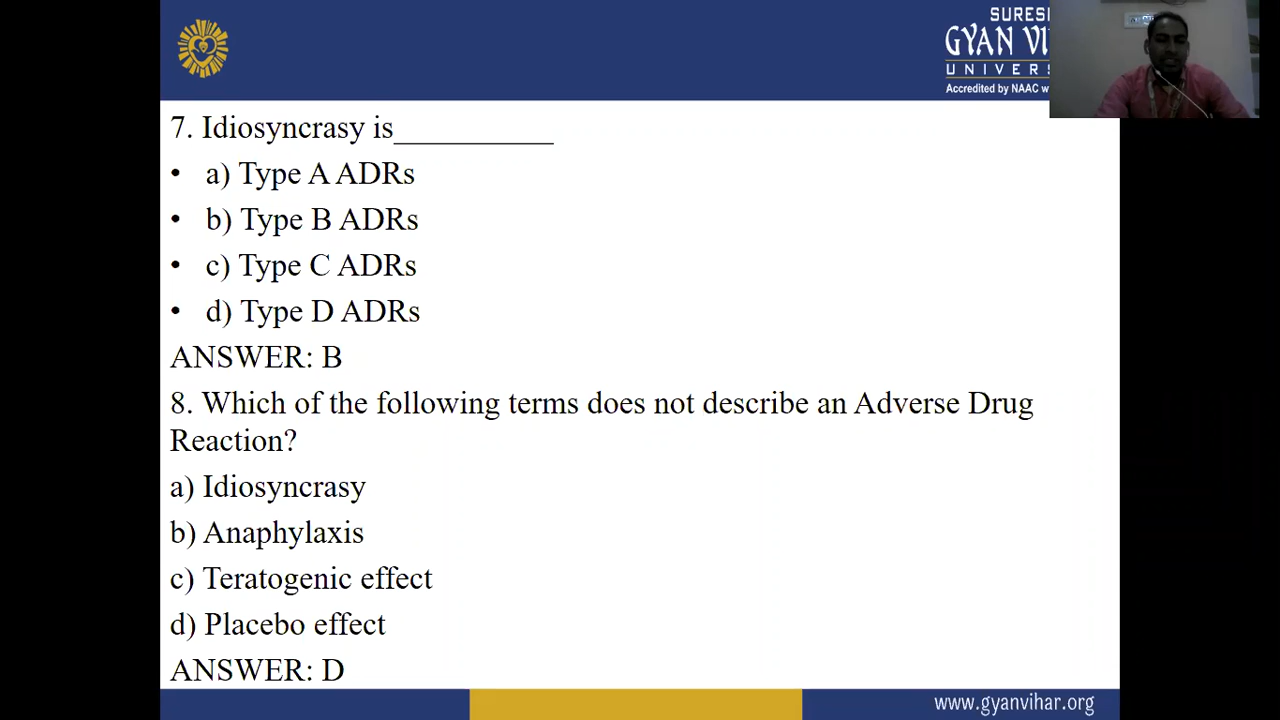 SURES
GYAN VI
UNIVERS
Accredited by NAAC w
7. Idiosyncrasy is__________
• a) Type A ADRs
• b) Type B ADRs
• c) Type C ADRs
• d) Type D ADRs
ANSWER: B
8. Which of the following terms does not describe an Adverse Drug
Reaction?
a) Idiosyncrasy
b) Anaphylaxis
c) Teratogenic effect
d) Placebo effect
ANSWER: D
www.gyanvihar.org